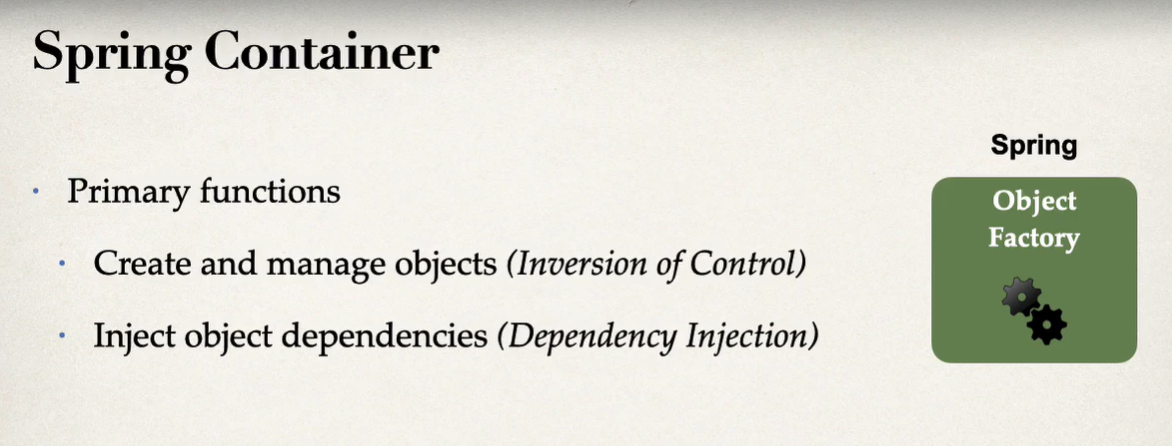 Spring Container
Spring
• Primary functions
Object
Factory
• Create and manage objects (Inversion of Control)
• Inject object dependencies (Dependency Injection)